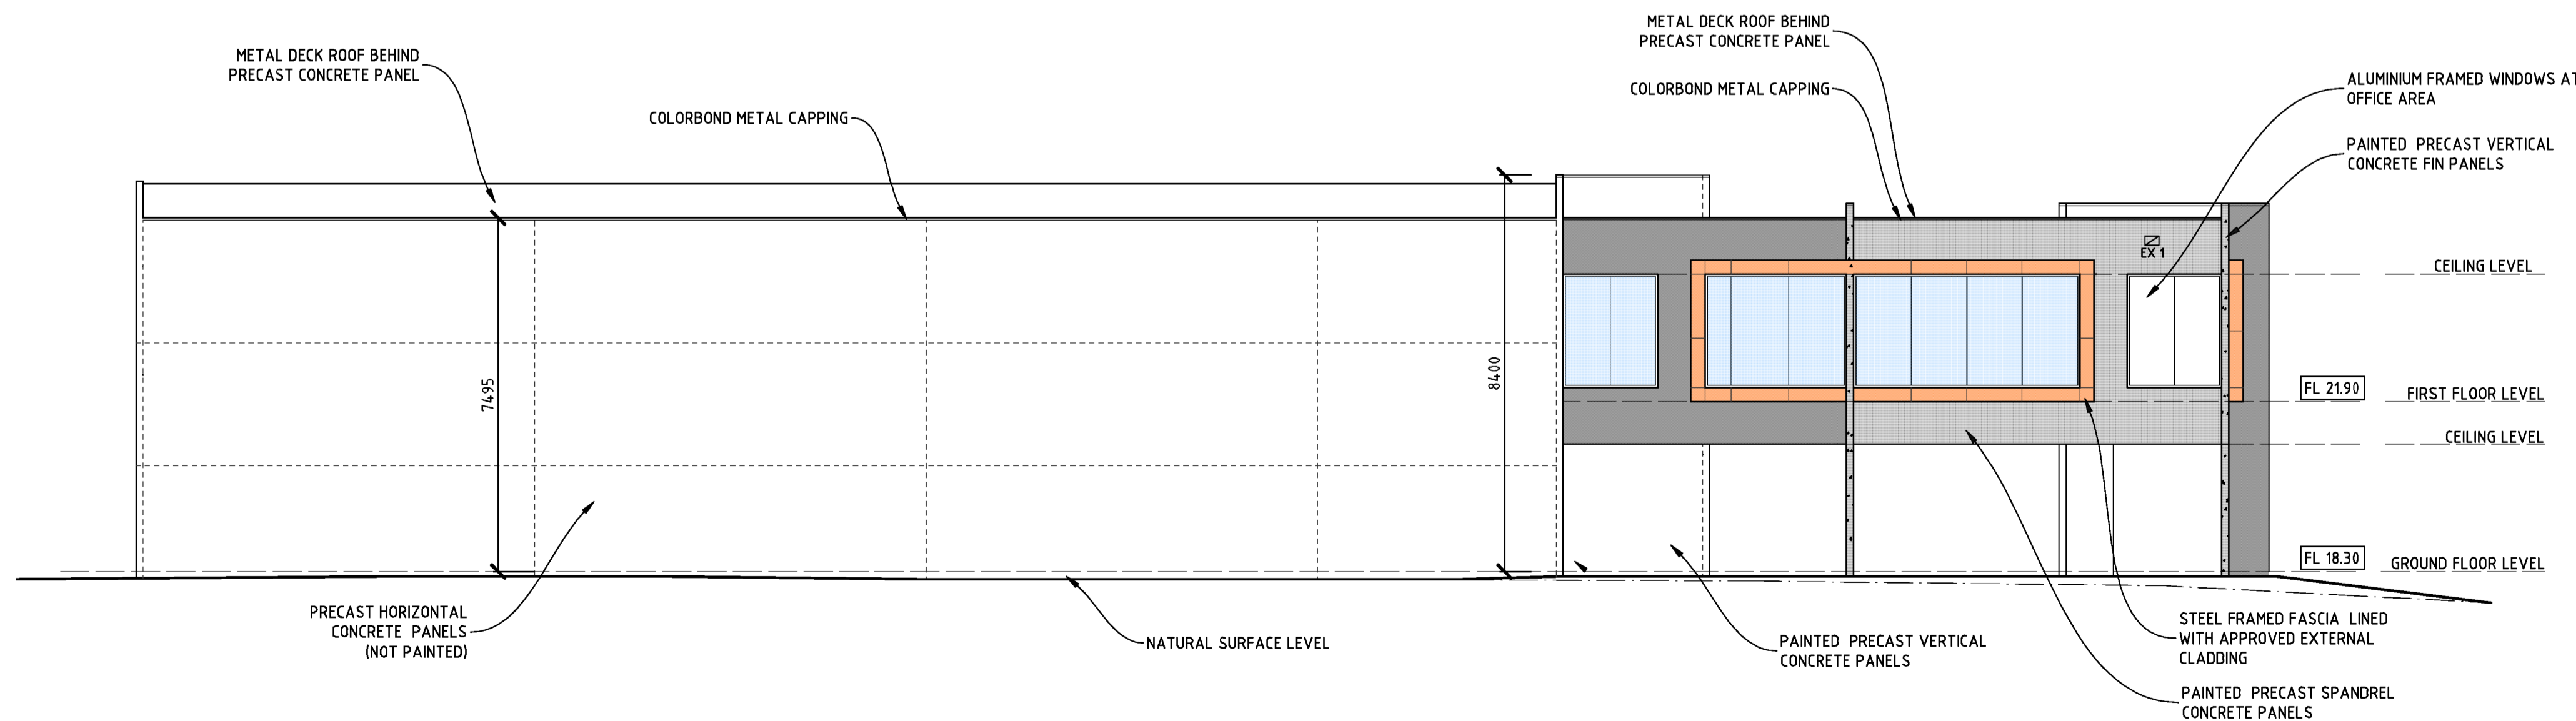 METAL DECK ROOF BEHIND
PRECAST CONCRETE PANEL
COLORBOND METAL CAPPING
METAL DECK ROOF BEHIND
PRECAST CONCRETE PANEL
COLORBOND METAL CAPPING
ALUMINIUM FRAMED WINDOWS AT
OFFICE AREA
PAINTED PRECAST VERTICAL
CONCRETE FIN PANELS
EX 1
CEILING LEVEL
7495
8400
FL 21.90
FIRST FLOOR LEVEL
CEILING LEVEL
FL 18.30
GROUND FLOOR LEVEL
PRECAST HORIZONTAL
CONCRETE PANELS
(NOT PAINTED)
NATURAL SURFACE LEVEL
PAINTED PRECAST VERTICAL
CONCRETE PANELS
STEEL FRAMED FASCIA LINED
WITH APPROVED EXTERNAL
CLADDING
PAINTED PRECAST SPANDREL
CONCRETE PANELS